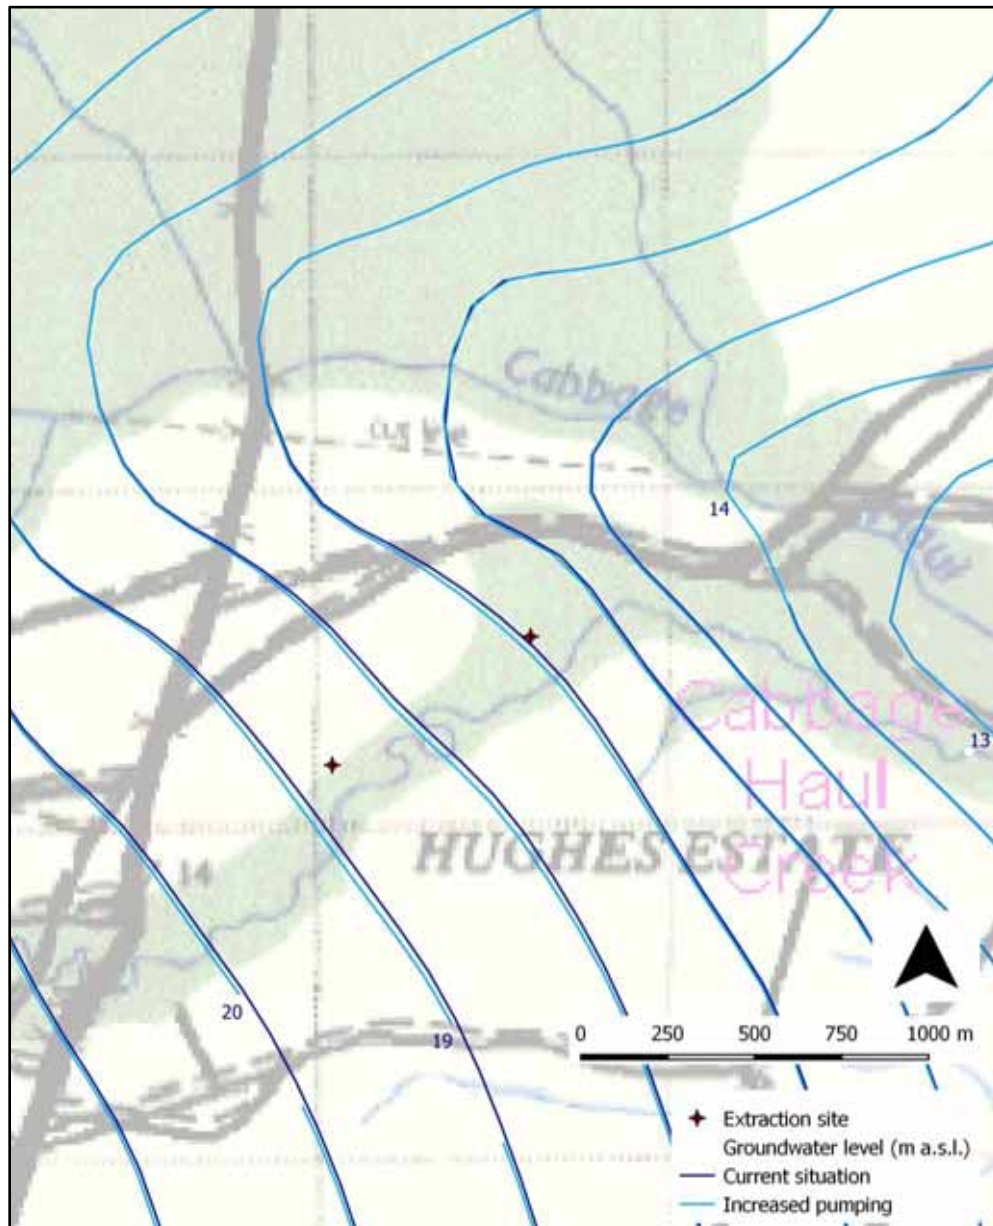 Cabbage
14
Cabbage
Haul
Creek
13
HUGHES ESTATE
14
20
19
0 250 500 750 1000 m
Extraction site
Groundwater level (m a.s.l.)
Current situation
Increased pumping